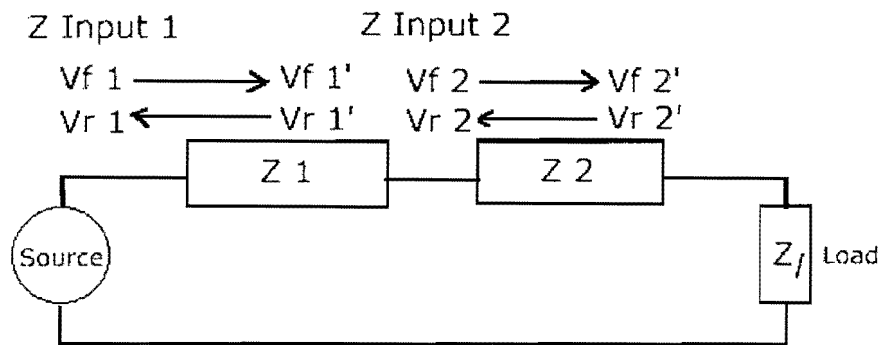 Z Input 1 Z Input 2
Vf 1 Vf 1' Vf 2 Vf 2'
Vr 1 Vr 1' Vr 2 Vr 2'
Z 1 Z 2
Source Zl Load